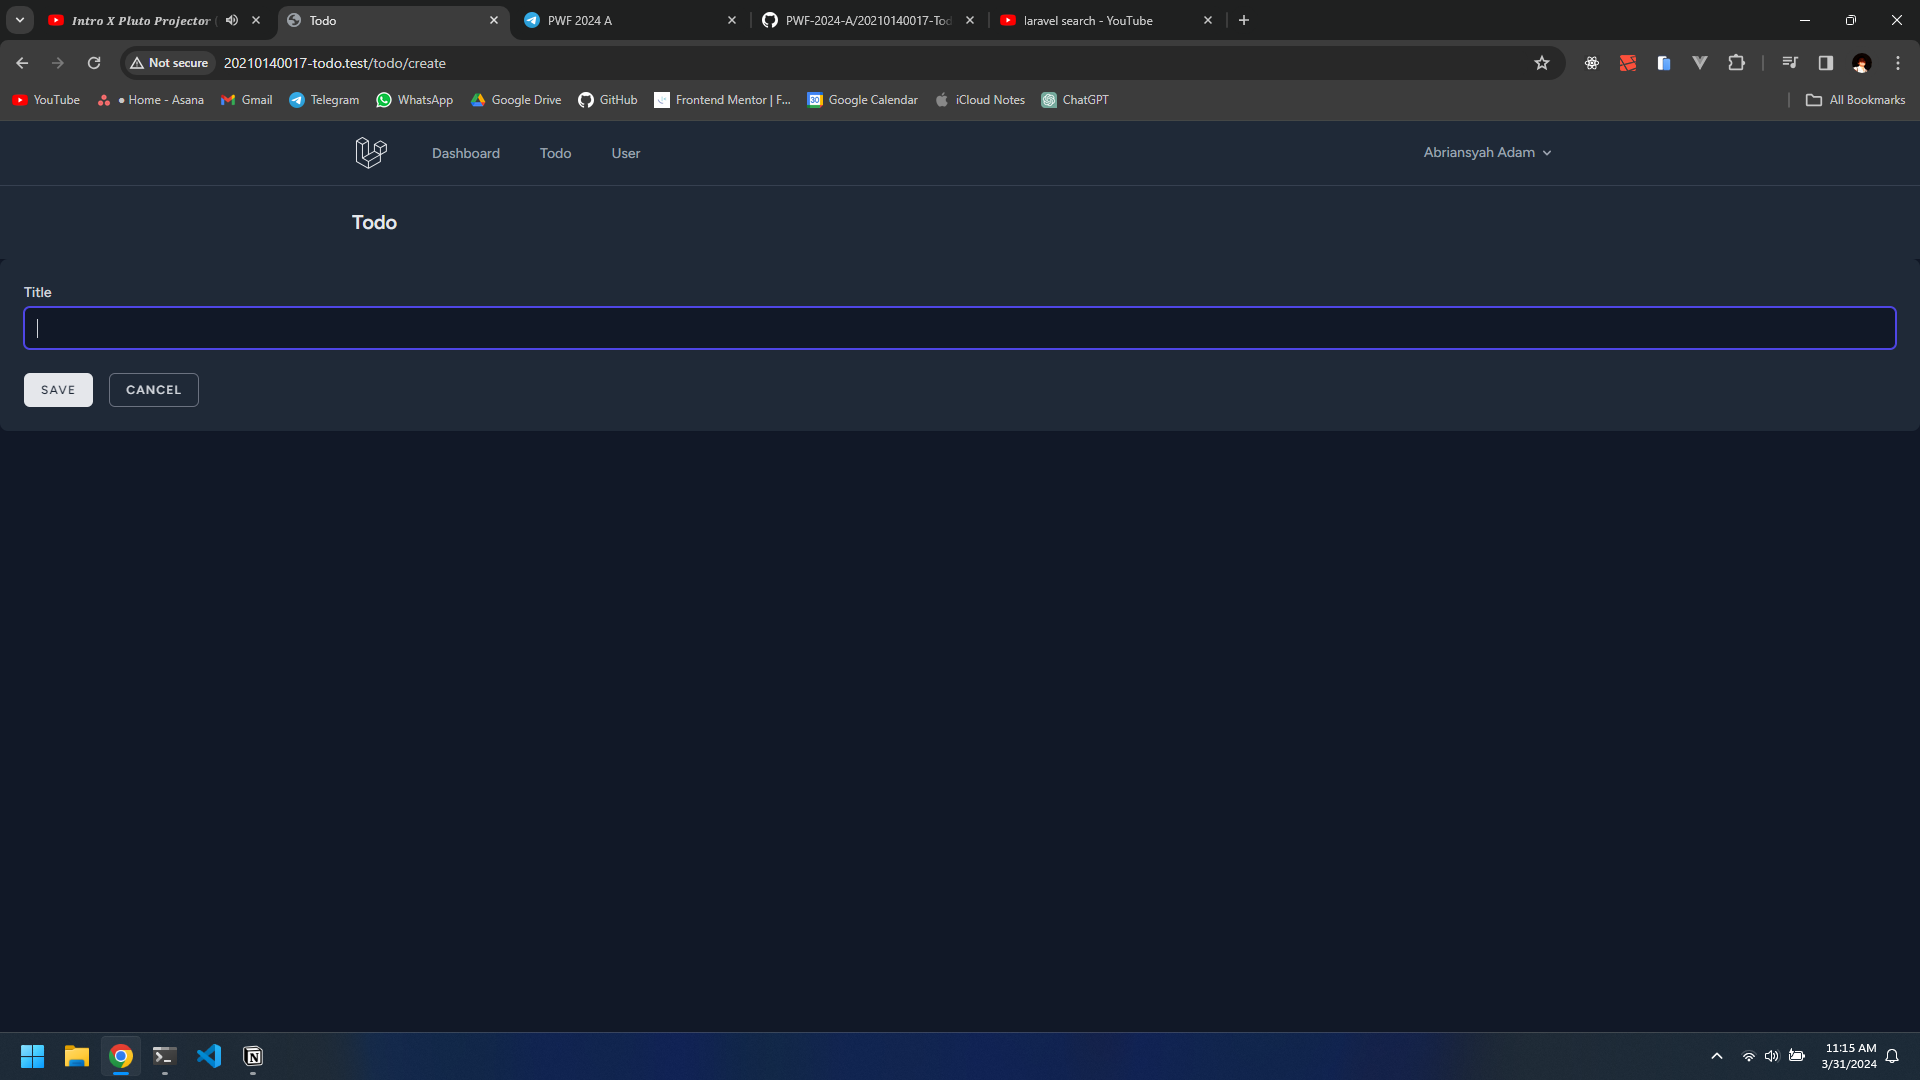 Intro X Pluto Projector (
Todo
PWF 2024 A
PWF-2024-A/20210140017-Tod
laravel search - YouTube
Not secure
20210140017-todo.test/todo/create
YouTube
● Home - Asana
Gmail
Telegram
WhatsApp
Google Drive
GitHub
Frontend Mentor | F...
Google Calendar
iCloud Notes
ChatGPT
All Bookmarks
Dashboard
Todo
User
Abriansyah Adam
Todo
Title
SAVE
CANCEL
11:15 AM
3/31/2024